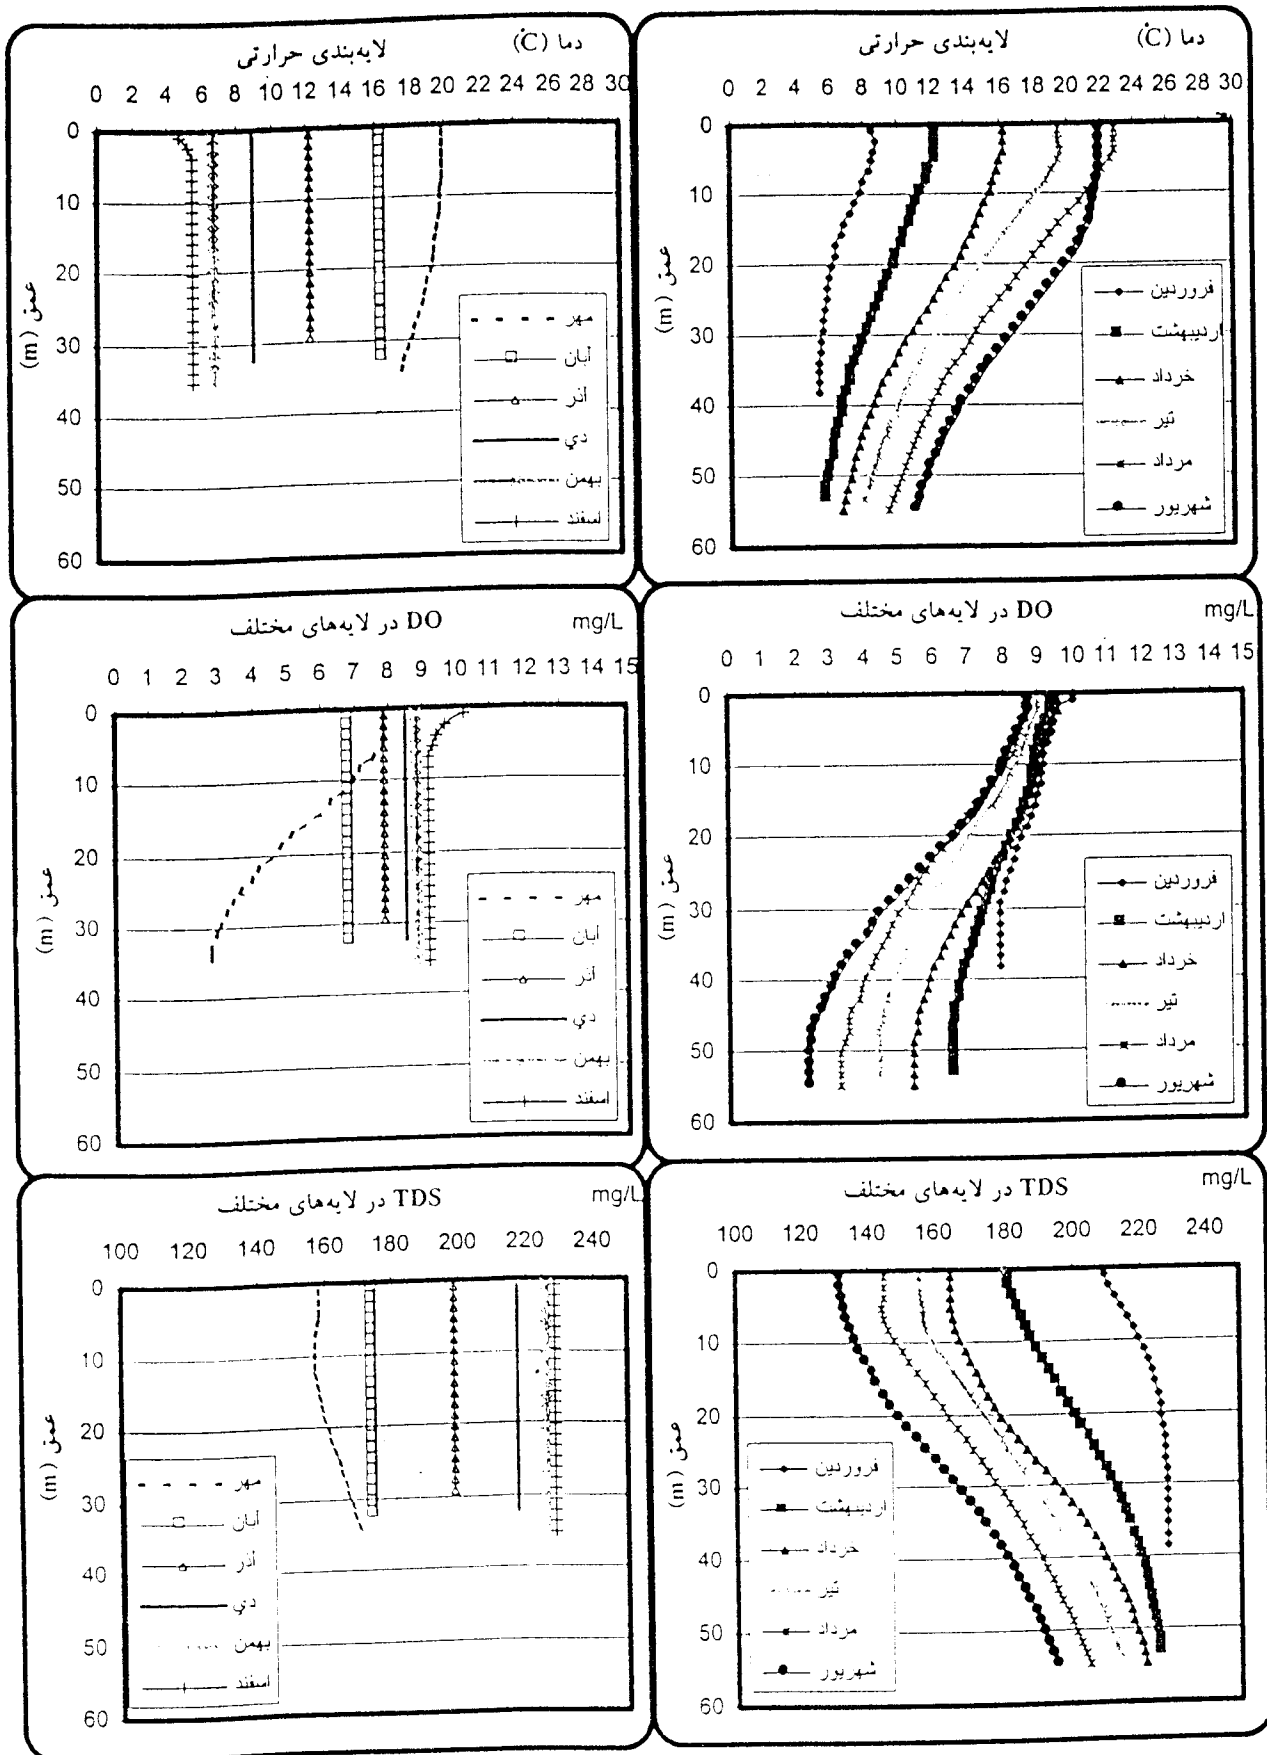 دما (C)
لایه‌بندی حرارتی
0 2 4 6 8 10 12 14 16 18 20 22 24 26 28 30
0
10
20
30
40
50
60
عمق (m)
فروردین
اردیبهشت
خرداد
تیر
مرداد
شهریور
دما (C)
لایه‌بندی حرارتی
0 2 4 6 8 10 12 14 16 18 20 22 24 26 28 30
0
10
20
30
40
50
60
عمق (m)
مهر
آبان
آذر
دي
بهمن
اسفند
mg/L
DO در لایه‌های مختلف
0 1 2 3 4 5 6 7 8 9 10 11 12 13 14 15
0
10
20
30
40
50
60
عمق (m)
فروردین
اردیبهشت
خرداد
تیر
مرداد
شهریور
mg/L
DO در لایه‌های مختلف
0 1 2 3 4 5 6 7 8 9 10 11 12 13 14 15
0
10
20
30
40
50
60
عمق (m)
مهر
آبان
آذر
دي
بهمن
اسفند
mg/L
TDS در لایه‌های مختلف
100 120 140 160 180 200 220 240
0
10
20
30
40
50
60
عمق (m)
فروردین
اردیبهشت
خرداد
تیر
مرداد
شهریور
mg/L
TDS در لایه‌های مختلف
100 120 140 160 180 200 220 240
0
10
20
30
40
50
60
عمق (m)
مهر
آبان
آذر
دي
بهمن
اسفند